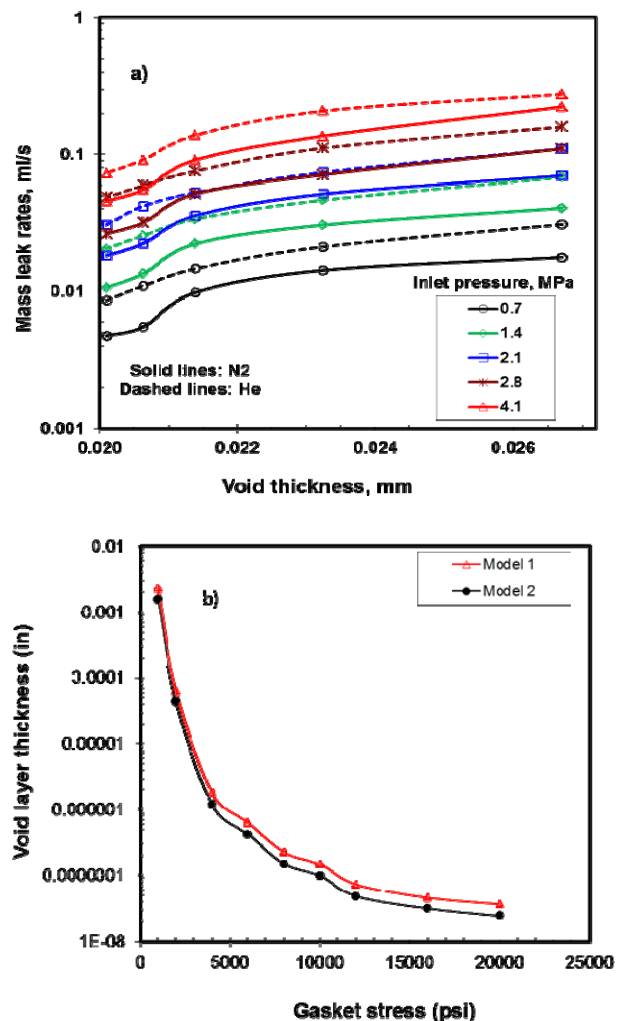 1
a)
0.1
0.01
0.001
Mass leak rates, ml/s
Inlet pressure, MPa
0.7
1.4
2.1
2.8
4.1
Solid lines: N2
Dashed lines: He
0.020 0.022 0.024 0.026
Void thickness, mm
0.01
b)
Model 1
Model 2
0.001
0.0001
0.00001
0.000001
0.0000001
1E-08
Void layer thickness (in)
0 5000 10000 15000 20000 25000
Gasket stress (psi)